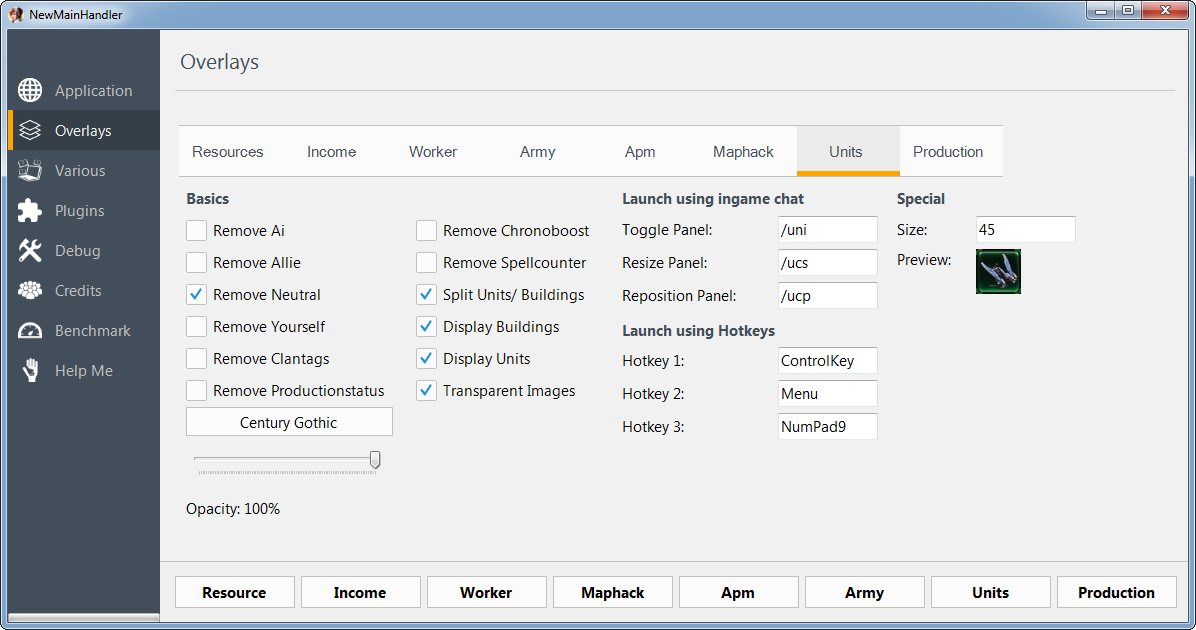 NewMainHandler
Application
Overlays
Various
Plugins
Debug
Credits
Benchmark
Help Me
Overlays
Resources Income Worker Army Apm Maphack Units Production
Basics
Remove Ai
Remove Allie
Remove Neutral
Remove Yourself
Remove Clantags
Remove Productionstatus
Century Gothic
Opacity: 100%
Remove Chronoboost
Remove Spellcounter
Split Units/ Buildings
Display Buildings
Display Units
Transparent Images
Launch using ingame chat
Toggle Panel: /uni
Resize Panel: /ucs
Reposition Panel: /ucp
Launch using Hotkeys
Hotkey 1: ControlKey
Hotkey 2: Menu
Hotkey 3: NumPad9
Special
Size: 45
Preview:
Resource Income Worker Maphack Apm Army Units Production